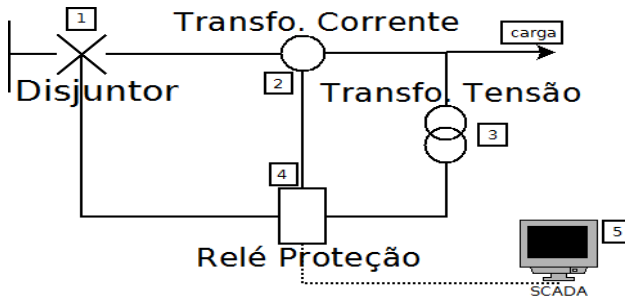 1
Transfo. Corrente
carga
2
Disjuntor
Transfo. Tensão
3
4
5
Relé Proteção
SCADA